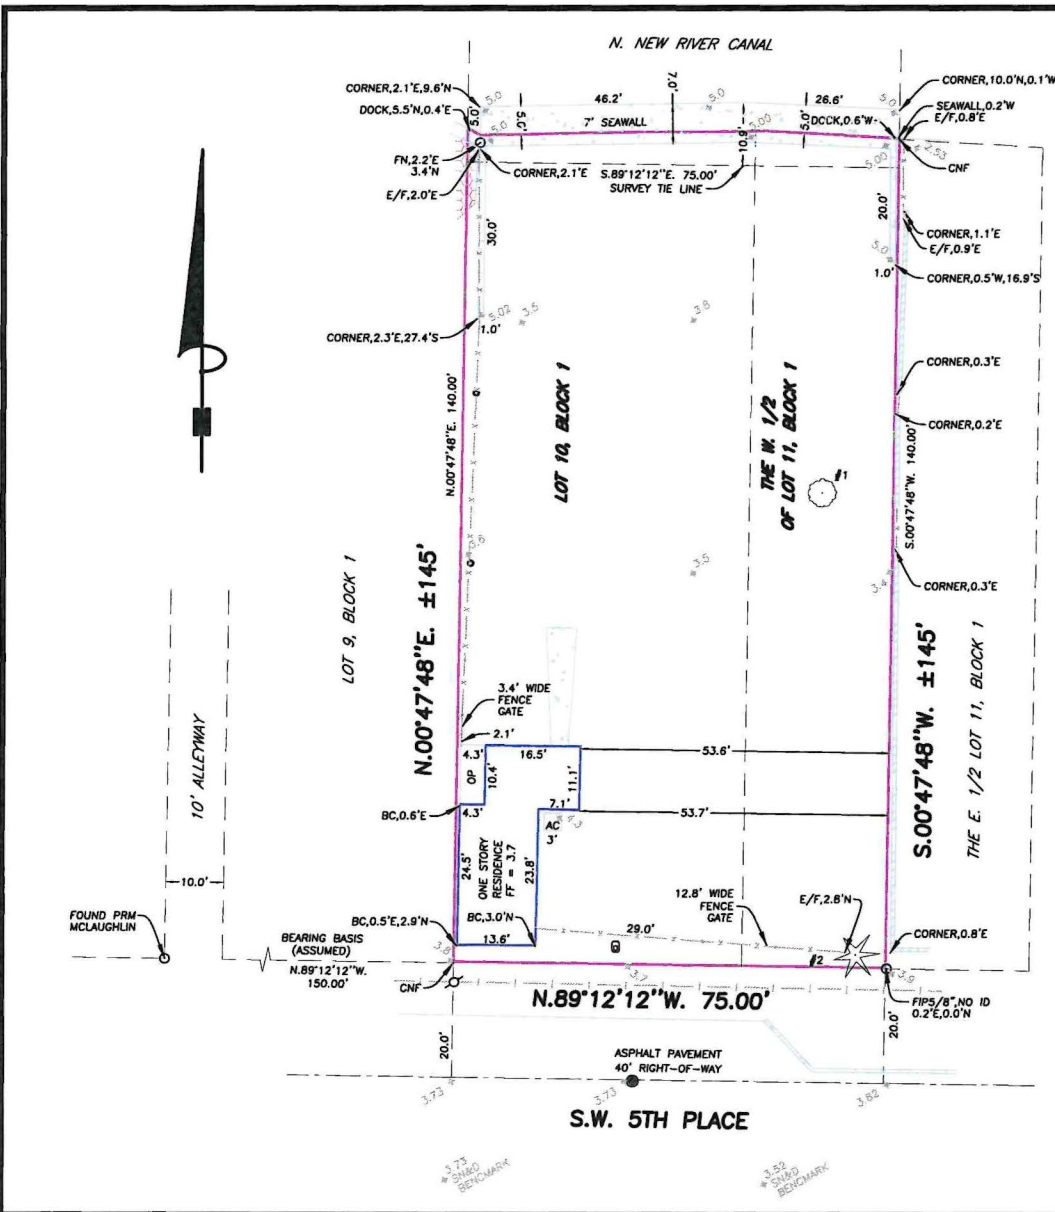 N. NEW RIVER CANAL
CORNER,2.1'E,9.6'N
DOCK,5.5'N,0.4'E
5.0
5.0'
5.0'
46.2'
7' SEAWALL
7.0'
5.0
26.6'
5.0
CORNER,10.0'N,0.1'W
SEAWALL,0.2'W
E/F,0.8'E
DOCK,0.6'W
5.0
5.00
5.0'
10.9'
5.00
2.53
CNF
FN,2.2'E
3.4'N
CORNER,2.1'E
S.89°12'12"E. 75.00'
SURVEY TIE LINE
E/F,2.0'E
30.0'
20.0'
CORNER,1.1'E
E/F,0.9'E
5.0
1.0'
CORNER,0.5'W,16.9'S
5.02
3.5
3.8
1.0'
CORNER,2.3'E,27.4'S
N.00°47'48"E. 140.00'
LOT 10, BLOCK 1
THE W. 1/2
OF LOT 11, BLOCK 1
#1
CORNER,0.3'E
CORNER,0.2'E
S.00°47'48"W. 140.00'
3.5
3.4
CORNER,0.3'E
LOT 9, BLOCK 1
N.00°47'48"E. ±145'
S.00°47'48"W. ±145'
THE E. 1/2 LOT 11, BLOCK 1
10' ALLEYWAY
3.4' WIDE
FENCE
GATE
2.1'
4.3'
16.5'
53.6'
OP
10.4'
11.1'
BC,0.6'E
4.3'
7.1'
53.7'
4.3
AC
3'
24.5'
ONE STORY
RESIDENCE
FF = 3.7
23.8'
10.0'
12.8' WIDE
FENCE
GATE
E/F,2.8'N
FOUND PRM
MCLAUGHLIN
BC,0.5'E,2.9'N
BC,3.0'N
29.0'
CORNER,0.8'E
BEARING BASIS
(ASSUMED)
N.89°12'12"W.
150.00'
13.6'
3.8
#2
3.7
3.9
CNF
N.89°12'12"W. 75.00'
FIP5/8",NO ID
0.2'E,0.0'N
20.0'
20.0'
ASPHALT PAVEMENT
40' RIGHT-OF-WAY
3.73
3.73
3.82
S.W. 5TH PLACE
3.73
SN&D
BENCMARK
3.52
SN&D
BENCMARK